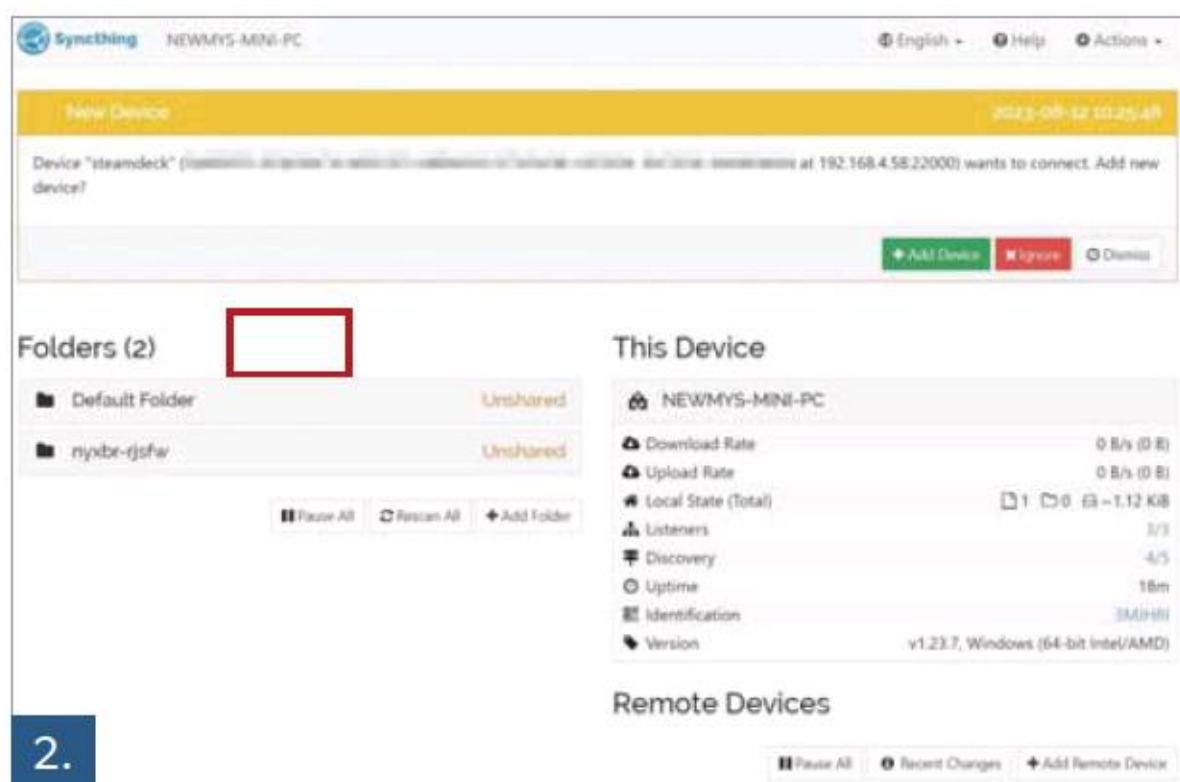 Syncthing NEWMYS-MINI-PC English Help Actions
New Device 2023-08-12 10:25:48
Device "steamdeck" ( at 192.168.4.58:22000) wants to connect. Add new
device?
Add Device Ignore Dismiss
Folders (2)
Default Folder Unshared
nyxbr-rjsfw Unshared
Pause All Rescan All Add Folder
This Device
NEWMYS-MINI-PC
Download Rate 0 B/s (0 B)
Upload Rate 0 B/s (0 B)
Local State (Total) 1 0 ~1.12 KiB
Listeners 3/3
Discovery 4/5
Uptime 18m
Identification
Version v1.23.7, Windows (64-bit Intel/AMD)
Remote Devices
Pause All Recent Changes Add Remote Device
2.